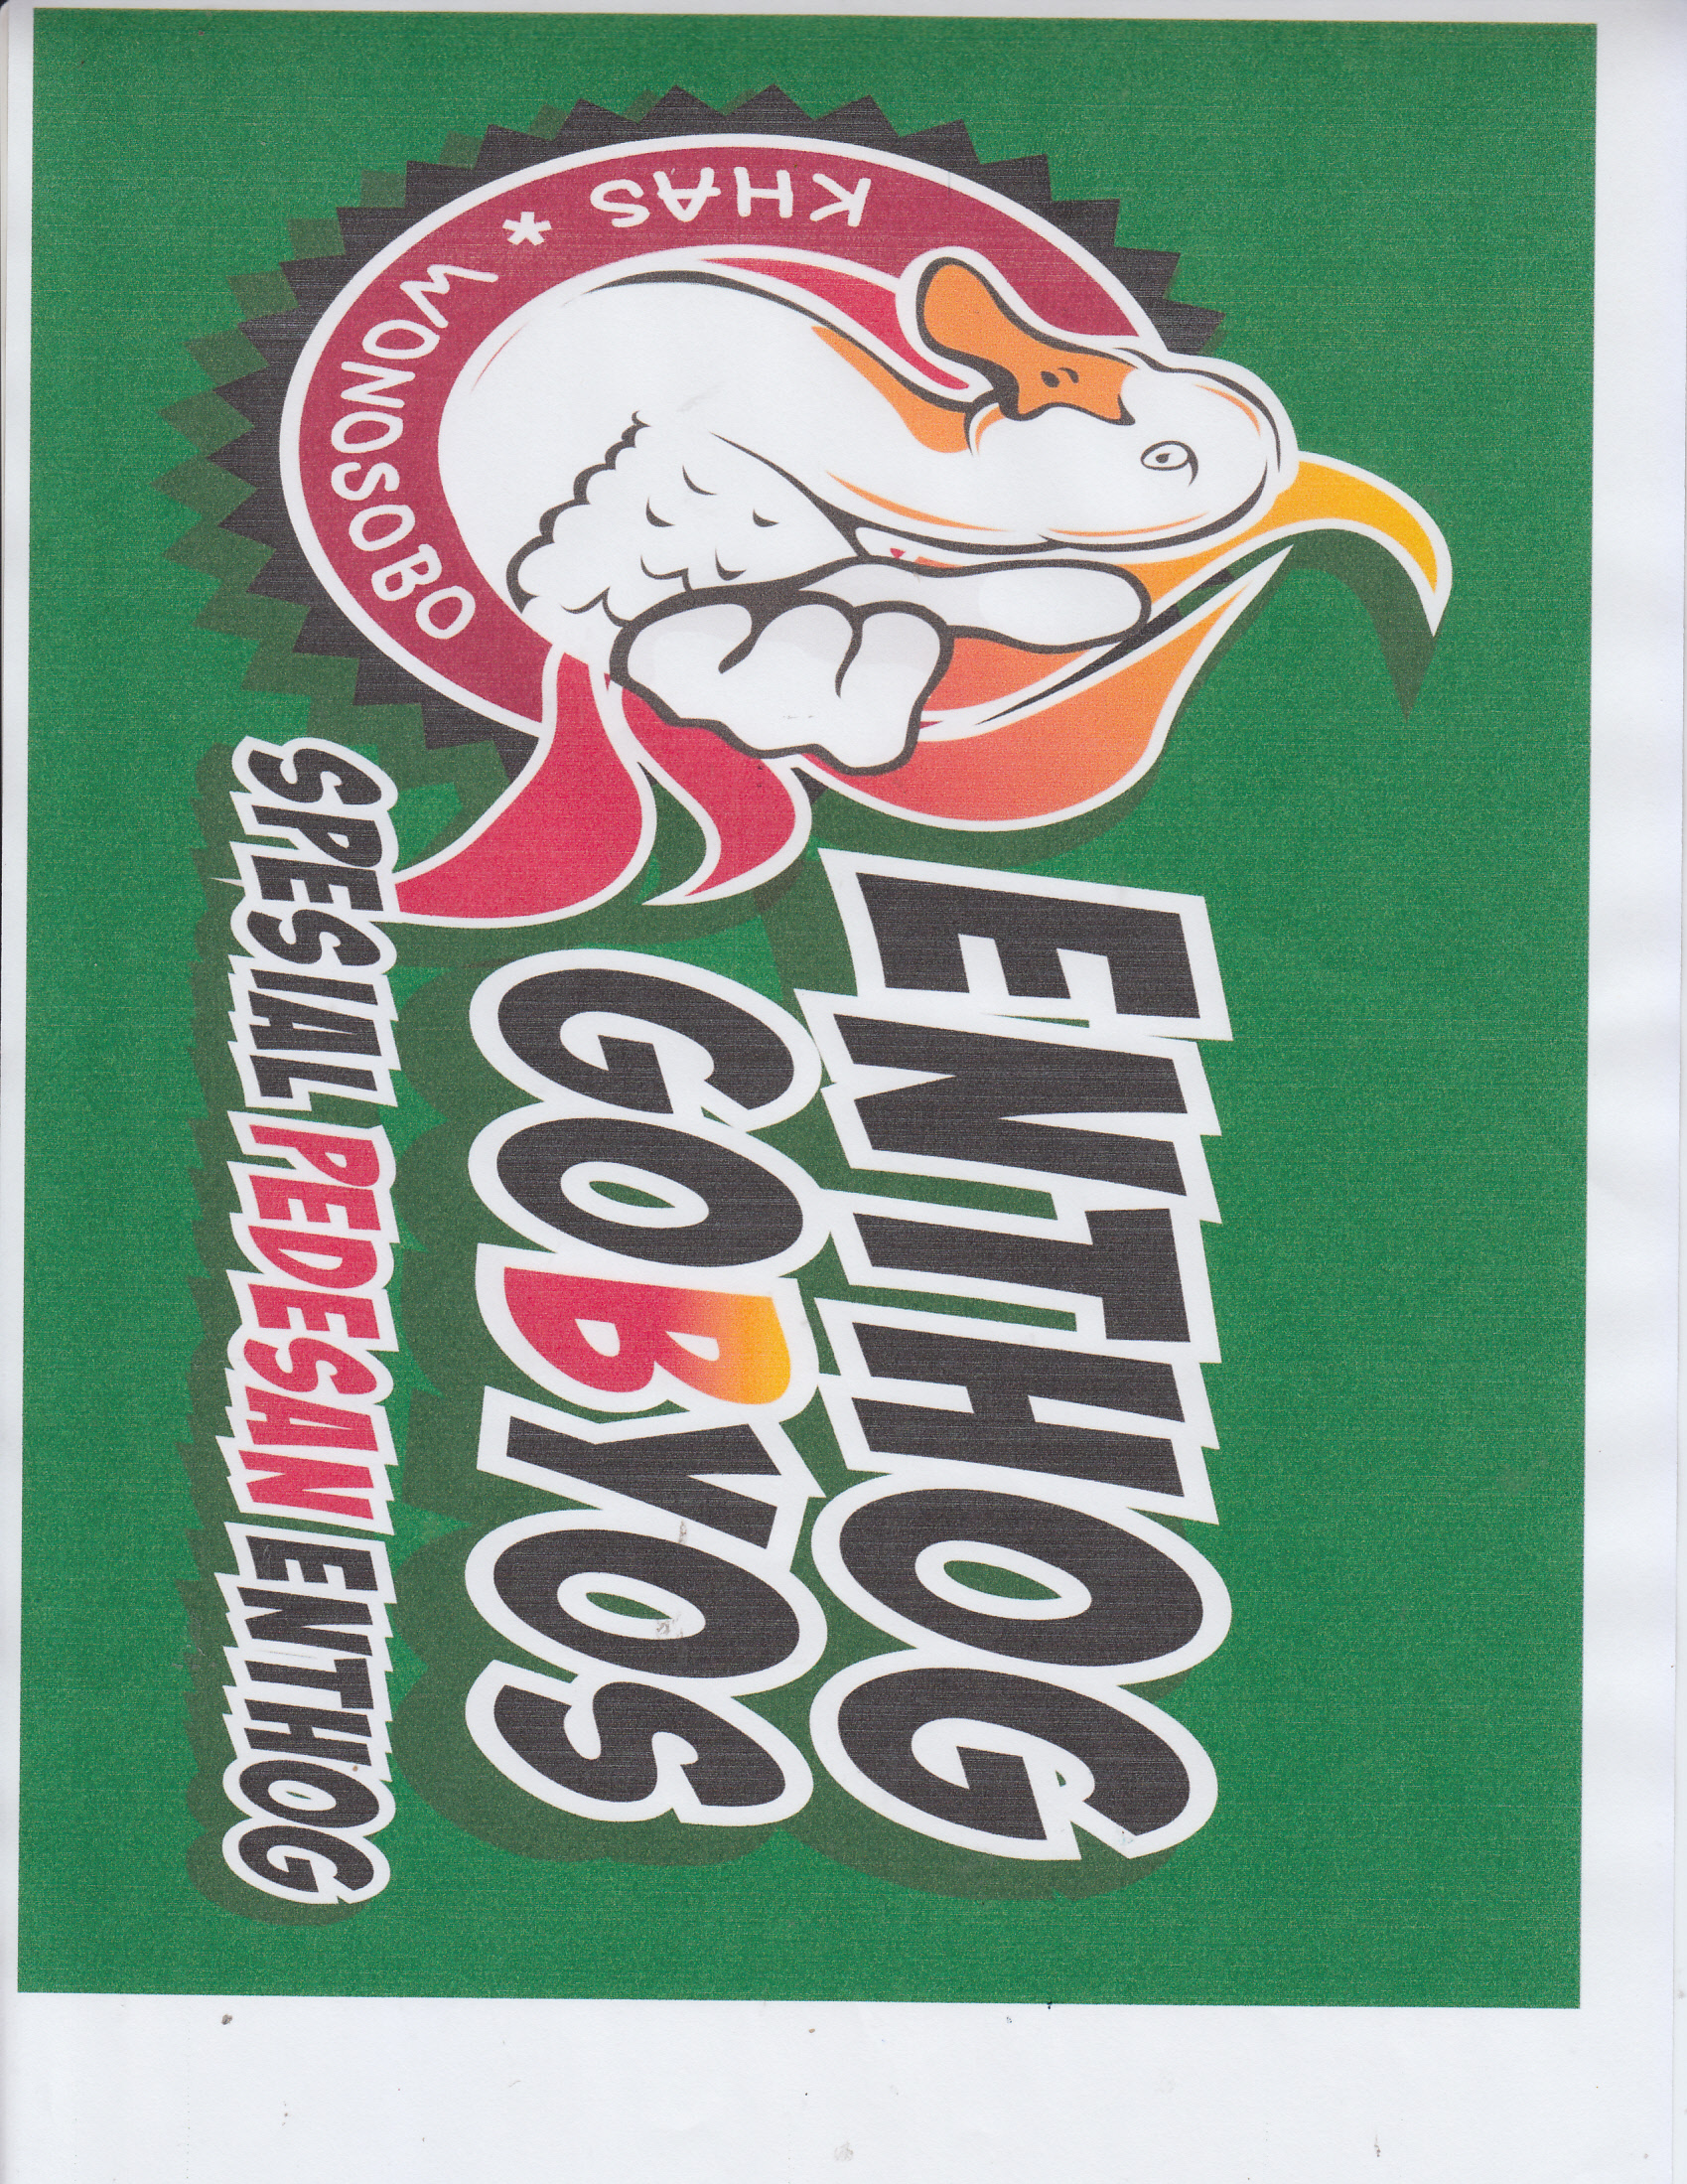 KHAS * WONOSOBO
ENTHOG
GOBYOS
SPESIAL PEDESAN ENTHOG